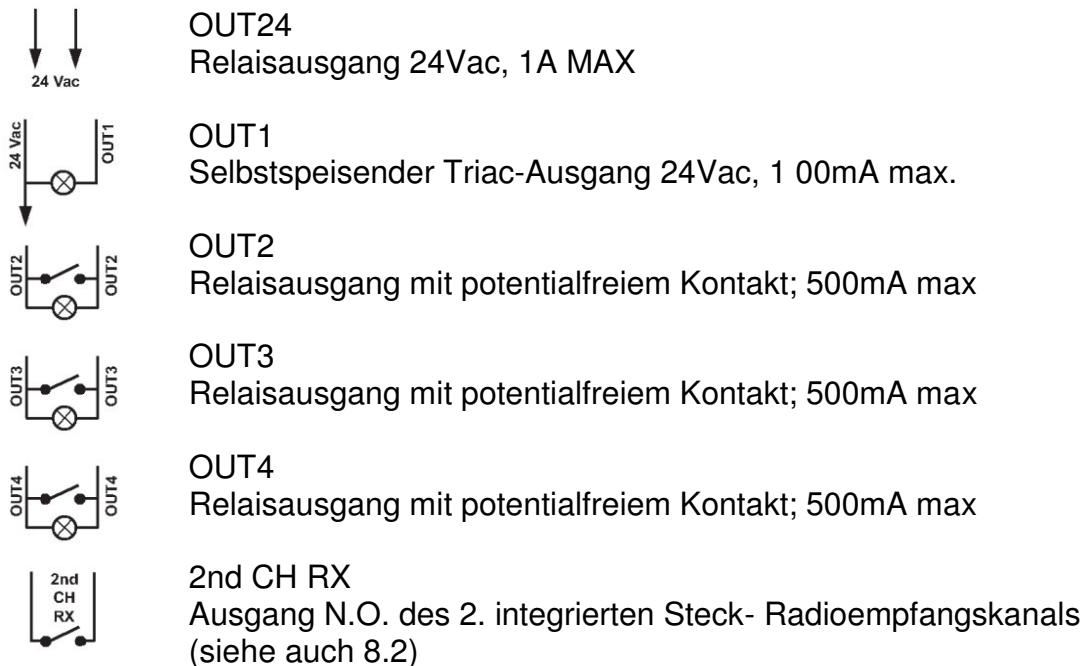 24 Vac
OUT24
Relaisausgang 24Vac, 1A MAX
24 Vac
OUT1
OUT1
Selbstspeisender Triac-Ausgang 24Vac, 1 00mA max.
OUT2
OUT2
OUT2
Relaisausgang mit potentialfreiem Kontakt; 500mA max
OUT3
OUT3
OUT3
Relaisausgang mit potentialfreiem Kontakt; 500mA max
OUT4
OUT4
OUT4
Relaisausgang mit potentialfreiem Kontakt; 500mA max
2nd
CH
RX
2nd CH RX
Ausgang N.O. des 2. integrierten Steck- Radioempfangskanals
(siehe auch 8.2)